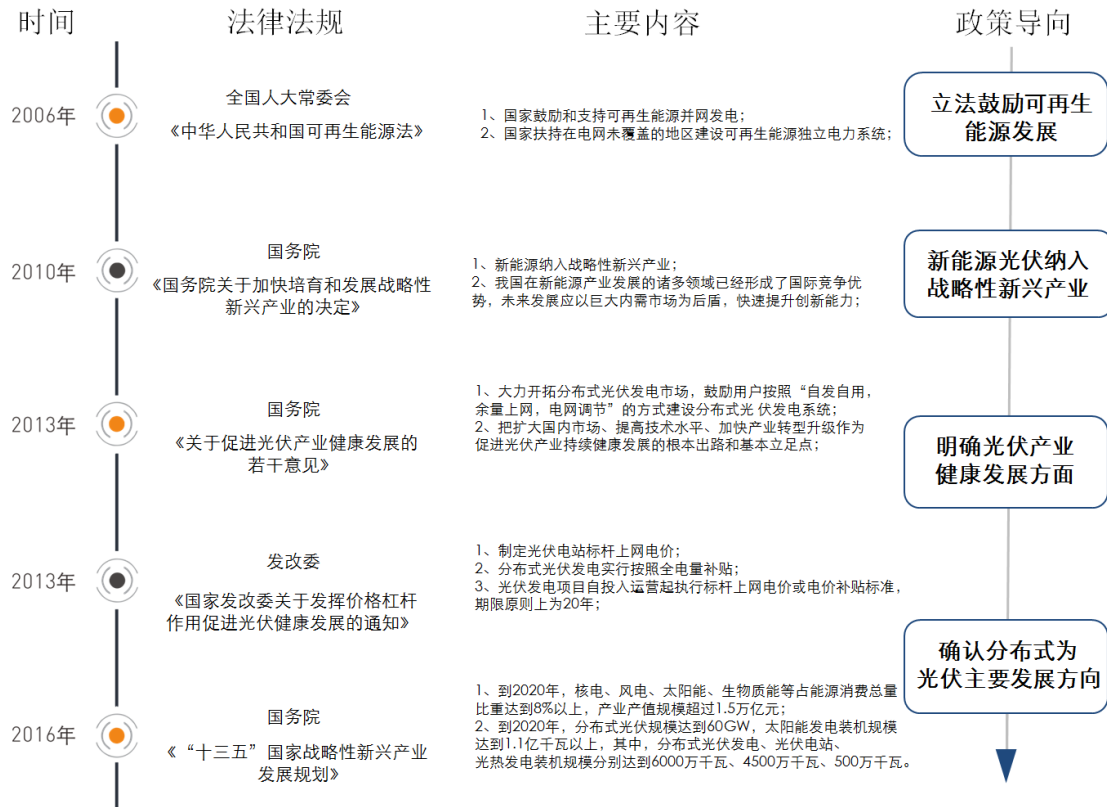 时间
法律法规
主要内容
政策导向
2006年
全国人大常委会
《中华人民共和国可再生能源法》
1、国家鼓励和支持可再生能源并网发电；
2、国家扶持在电网未覆盖的地区建设可再生能源独立电力系统；
立法鼓励可再生
能源发展
2010年
国务院
《国务院关于加快培育和发展战略性
新兴产业的决定》
1、新能源纳入战略性新兴产业；
2、我国在新能源产业发展的诸多领域已经形成了国际竞争优
势，未来发展应以巨大内需市场为后盾，快速提升创新能力；
新能源光伏纳入
战略性新兴产业
2013年
国务院
《关于促进光伏产业健康发展的
若干意见》
1、大力开拓分布式光伏发电市场，鼓励用户按照“自发自用，
余量上网，电网调节”的方式建设分布式光 伏发电系统；
2、把扩大国内市场、提高技术水平、加快产业转型升级作为
促进光伏产业持续健康发展的根本出路和基本立足点；
明确光伏产业
健康发展方面
2013年
发改委
《国家发改委关于发挥价格杠杆
作用促进光伏健康发展的通知》
1、制定光伏电站标杆上网电价；
2、分布式光伏发电实行按照全电量补贴；
3、光伏发电项目自投入运营起执行标杆上网电价或电价补贴标准，
期限原则上为20年；
确认分布式为
光伏主要发展方向
2016年
国务院
《“十三五”国家战略性新兴产业
发展规划》
1、到2020年，核电、风电、太阳能、生物质能等占能源消费总量
比重达到8%以上，产业产值规模超过1.5万亿元；
2、到2020年，分布式光伏规模达到60GW，太阳能发电装机规模
达到1.1亿千瓦以上，其中，分布式光伏发电、光伏电站、
光热发电装机规模分别达到6000万千瓦、4500万千瓦、500万千瓦。